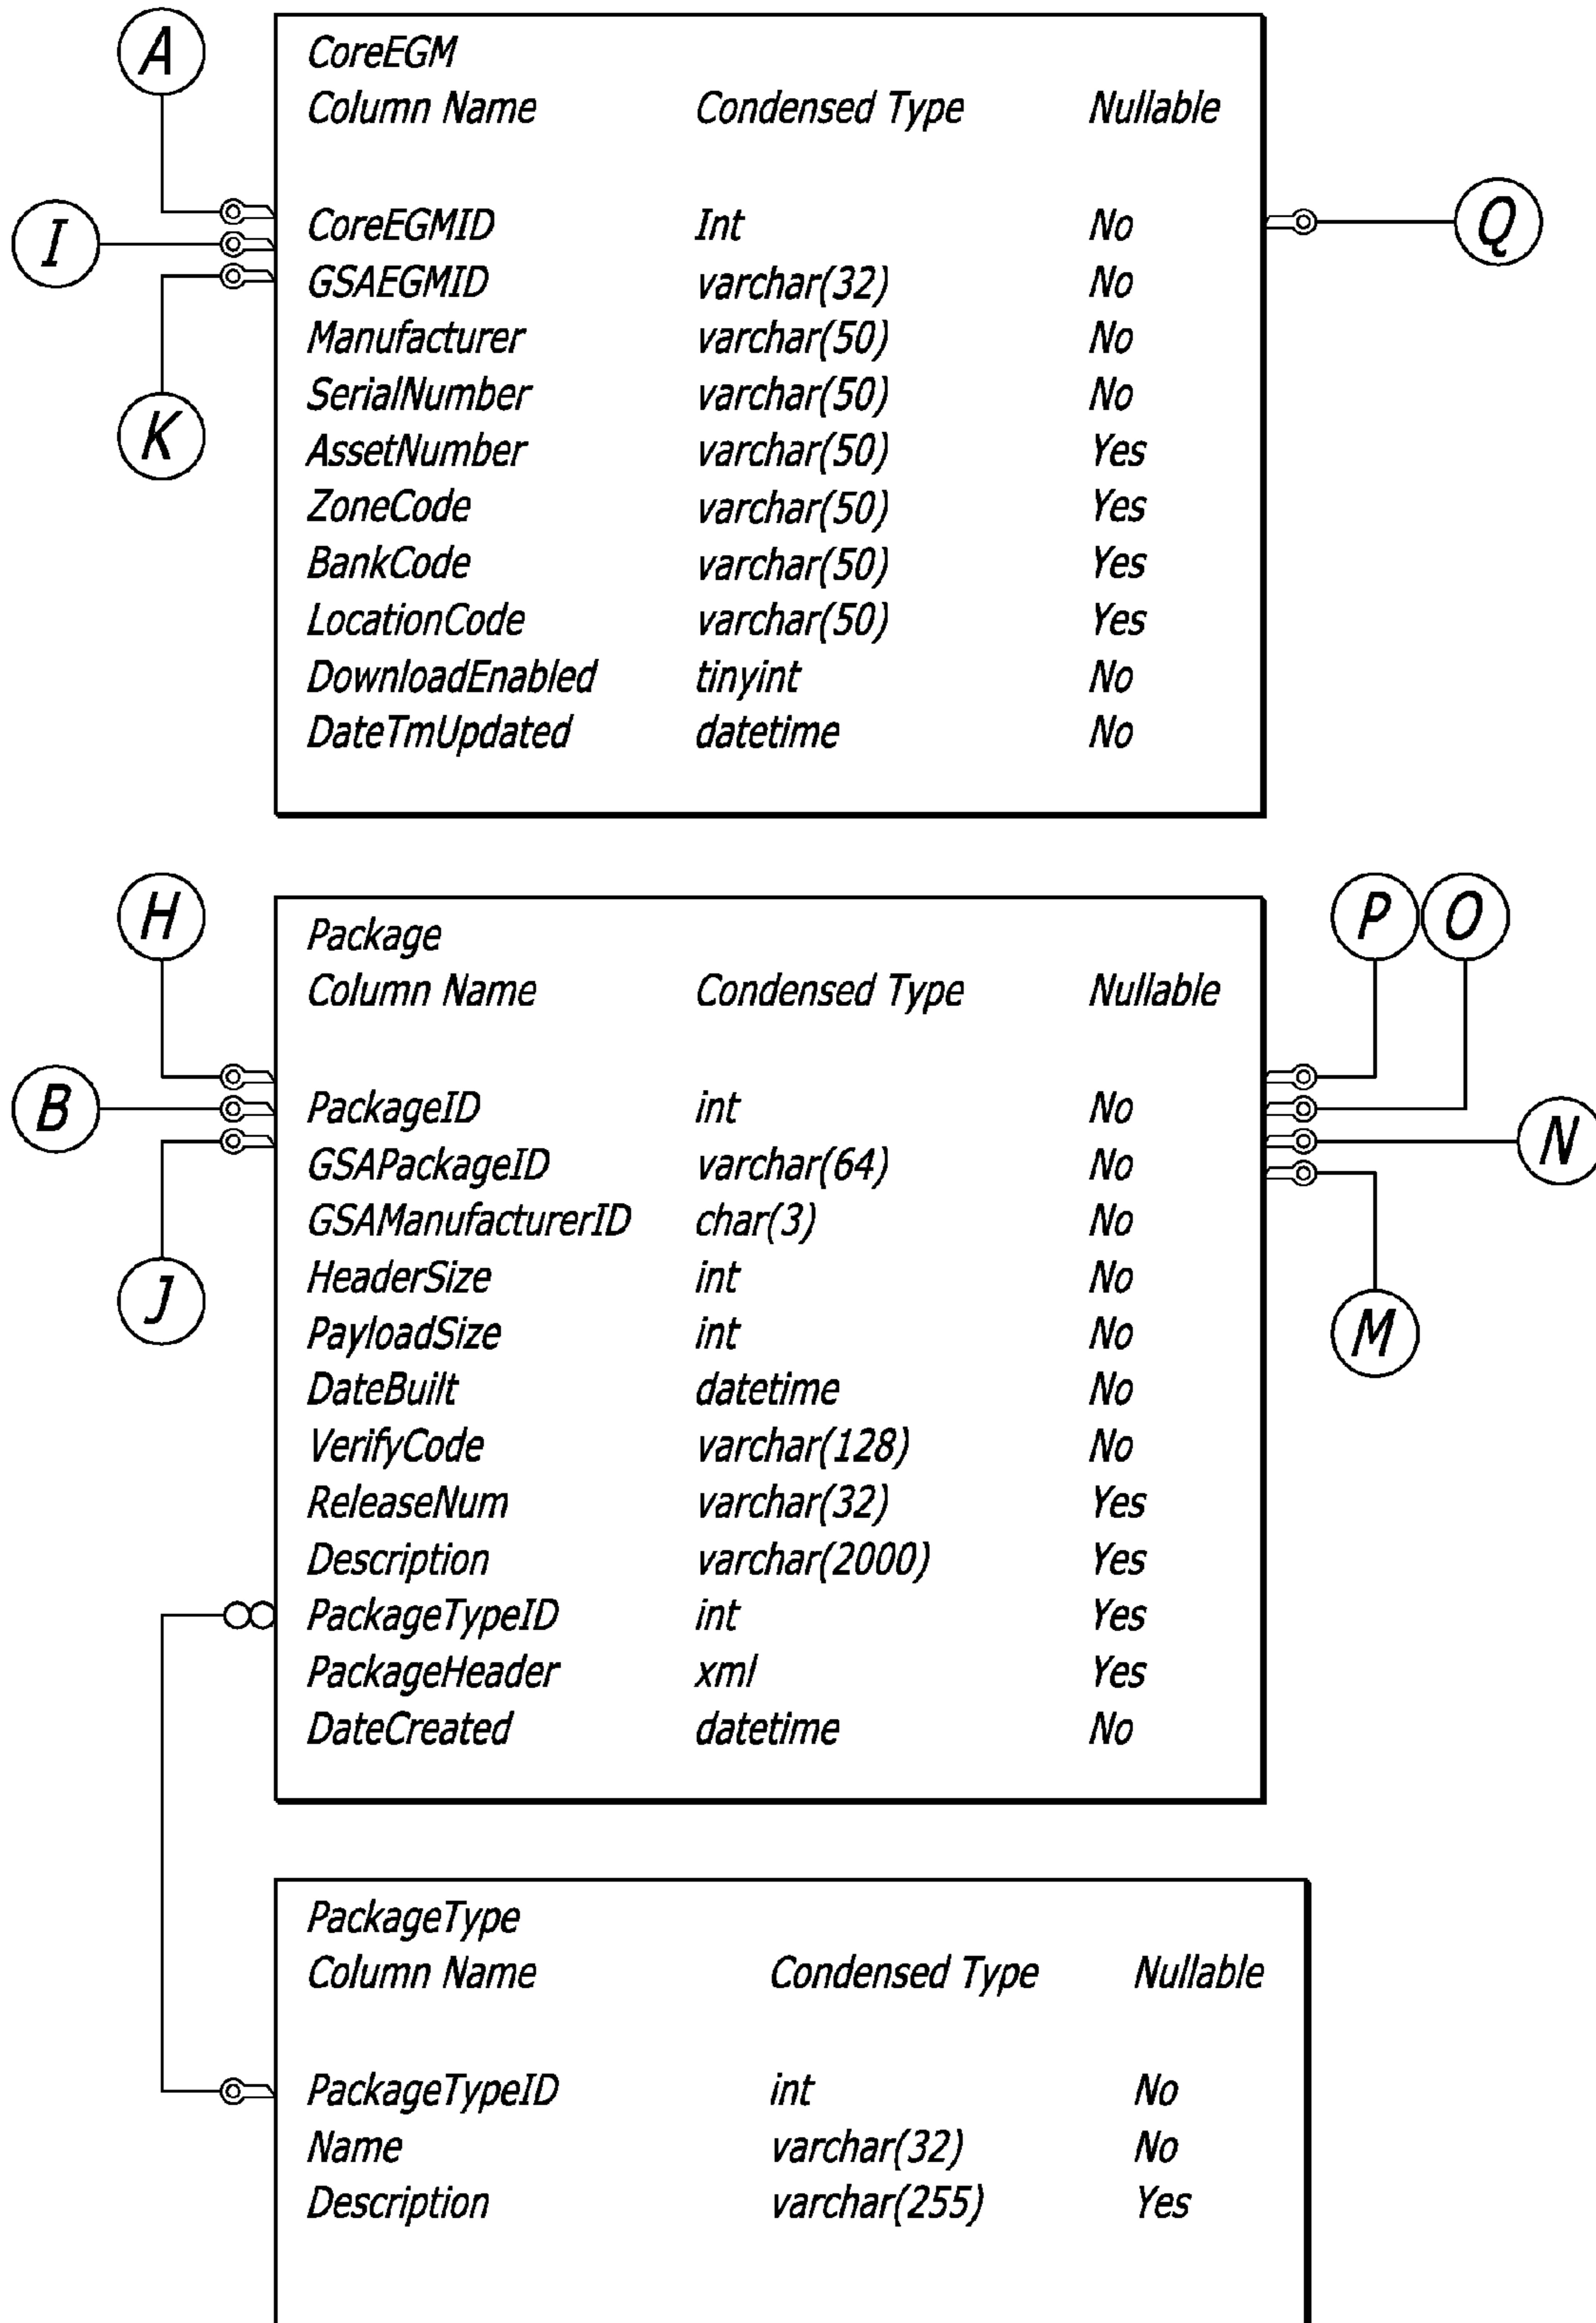 A
CoreEGM
Column Name Condensed Type Nullable
CoreEGMID Int No
Q
I
GSAEGMID varchar(32) No
Manufacturer varchar(50) No
SerialNumber varchar(50) No
K
AssetNumber varchar(50) Yes
ZoneCode varchar(50) Yes
BankCode varchar(50) Yes
LocationCode varchar(50) Yes
DownloadEnabled tinyint No
DateTmUpdated datetime No
H
Package
P O
Column Name Condensed Type Nullable
B
PackageID int No
N
GSAPackageID varchar(64) No
GSAManufacturerID char(3) No
HeaderSize int No
J
PayloadSize int No
M
DateBuilt datetime No
VerifyCode varchar(128) No
ReleaseNum varchar(32) Yes
Description varchar(2000) Yes
PackageTypeID int Yes
PackageHeader xml Yes
DateCreated datetime No
PackageType
Column Name Condensed Type Nullable
PackageTypeID int No
Name varchar(32) No
Description varchar(255) Yes